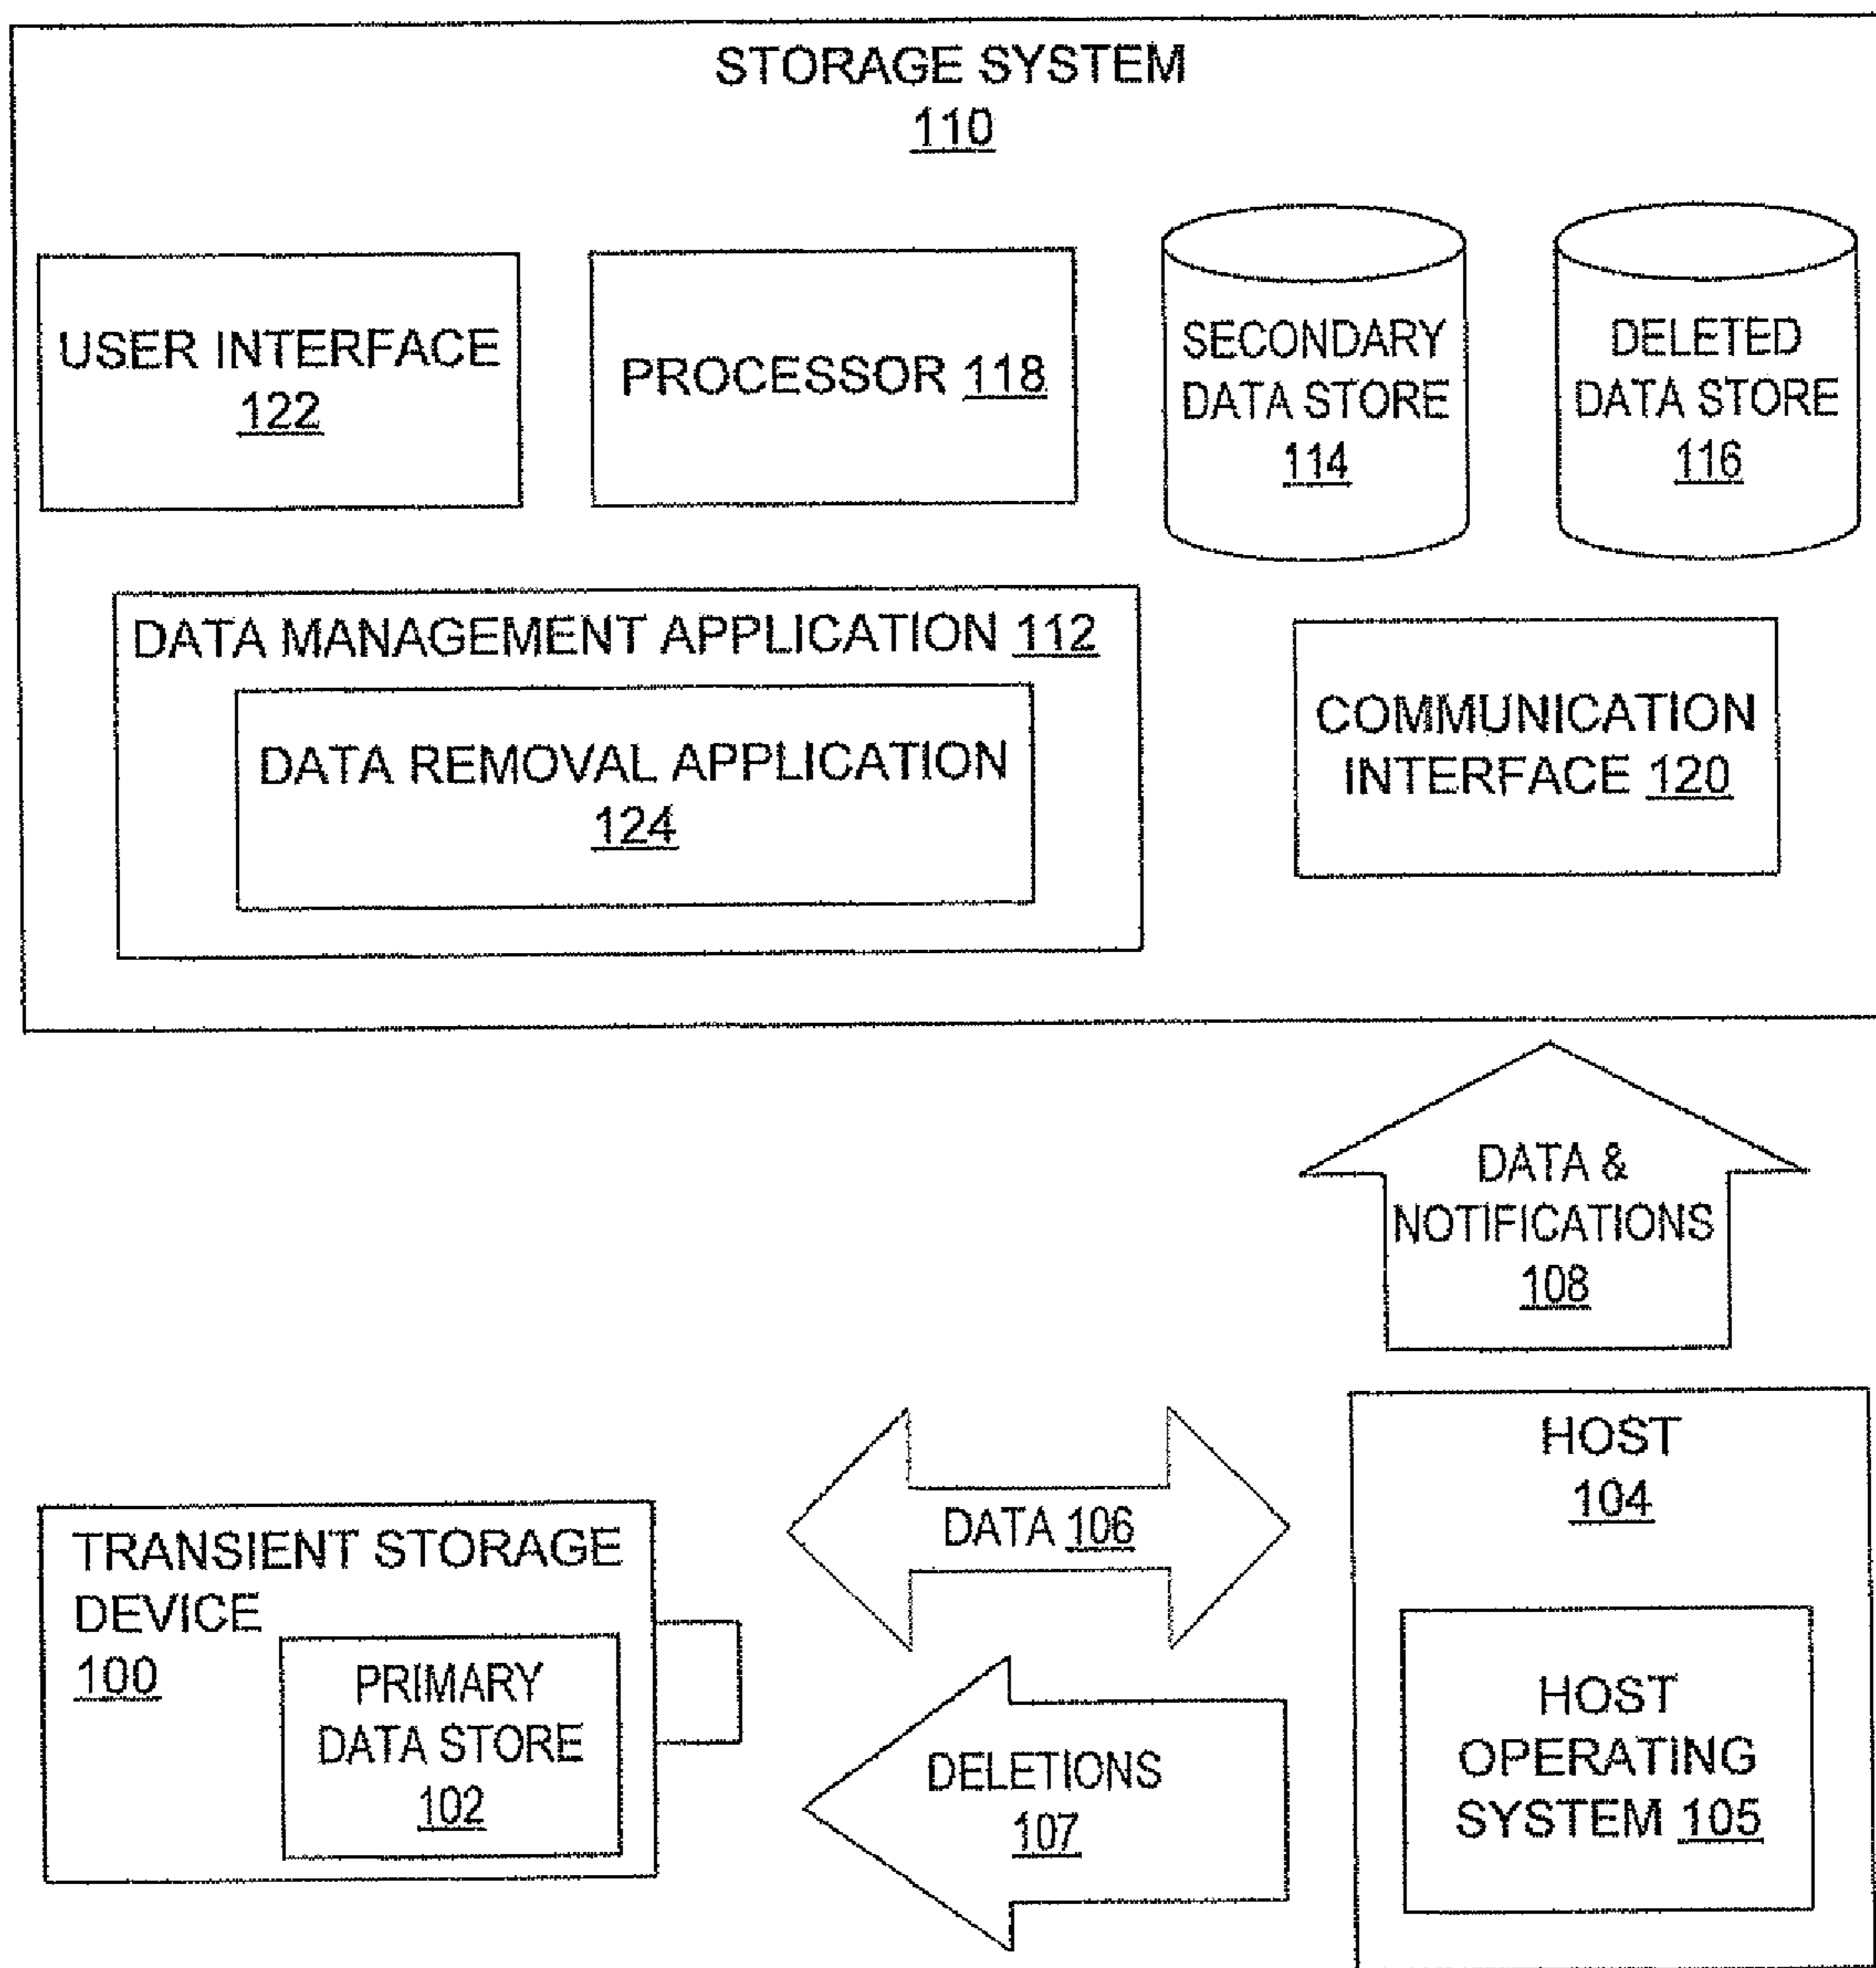 STORAGE SYSTEM
110
USER INTERFACE
122
PROCESSOR 118
SECONDARY
DATA STORE
114
DELETED
DATA STORE
116
DATA MANAGEMENT APPLICATION 112
DATA REMOVAL APPLICATION
124
COMMUNICATION
INTERFACE 120
DATA &
NOTIFICATIONS
108
HOST
104
DATA 106
TRANSIENT STORAGE
DEVICE
100
PRIMARY
DATA STORE
102
DELETIONS
107
HOST
OPERATING
SYSTEM 105